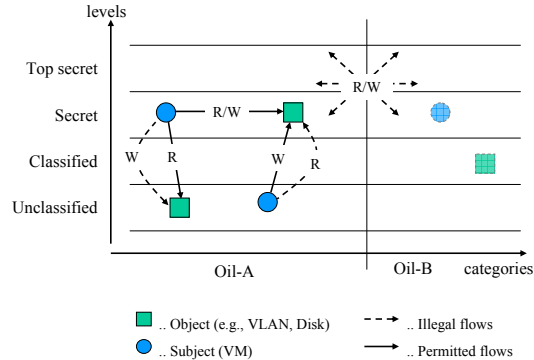 levels
Top secret
R/W
Secret
R/W
Classified
W
R
W
R
Unclassified
Oil-A
Oil-B
categories
.. Object (e.g., VLAN, Disk)
.. Illegal flows
.. Subject (VM)
.. Permitted flows